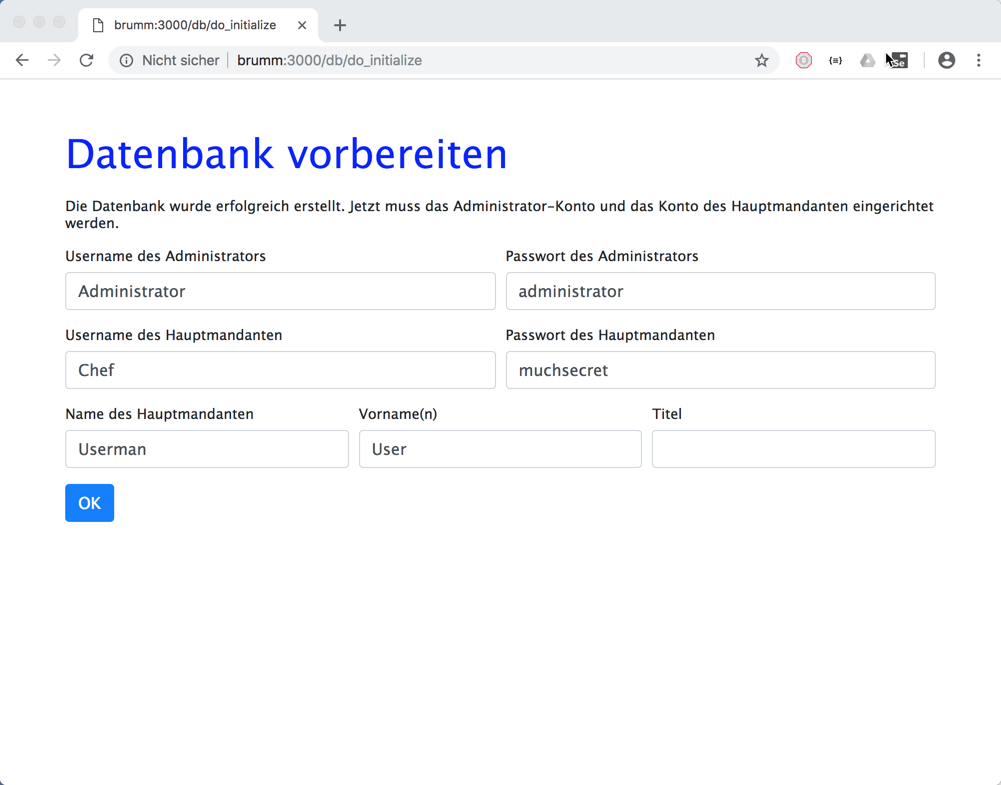 brumm:3000/db/do_initialize
Nicht sicher brumm:3000/db/do_initialize {≡} Se
Datenbank vorbereiten
Die Datenbank wurde erfolgreich erstellt. Jetzt muss das Administrator-Konto und das Konto des Hauptmandanten eingerichtet
werden.
Username des Administrators Passwort des Administrators
Administrator administrator
Username des Hauptmandanten Passwort des Hauptmandanten
Chef muchsecret
Name des Hauptmandanten Vorname(n) Titel
Userman User
OK